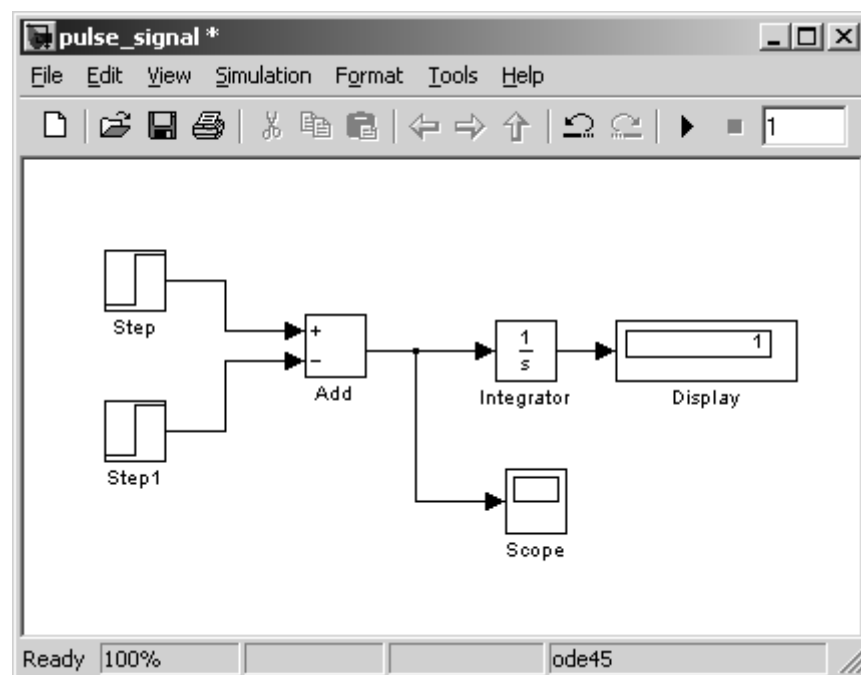 pulse_signal *
File Edit View Simulation Format Tools Help
1
Step
+
−
Add
1
s
Integrator
1
Display
Step1
Scope
Ready 100% ode45